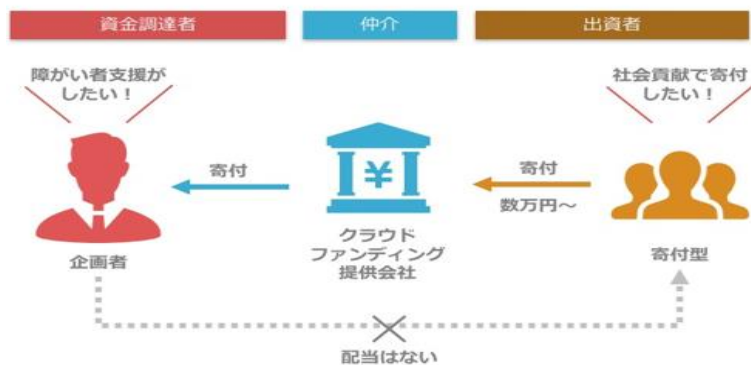 資金調達者
仲介
出資者
障がい者支援が
したい！
社会貢献で寄付
したい！
寄付
¥
寄付
数万円～
企画者
クラウド
ファンディング
提供会社
寄付型
配当はない